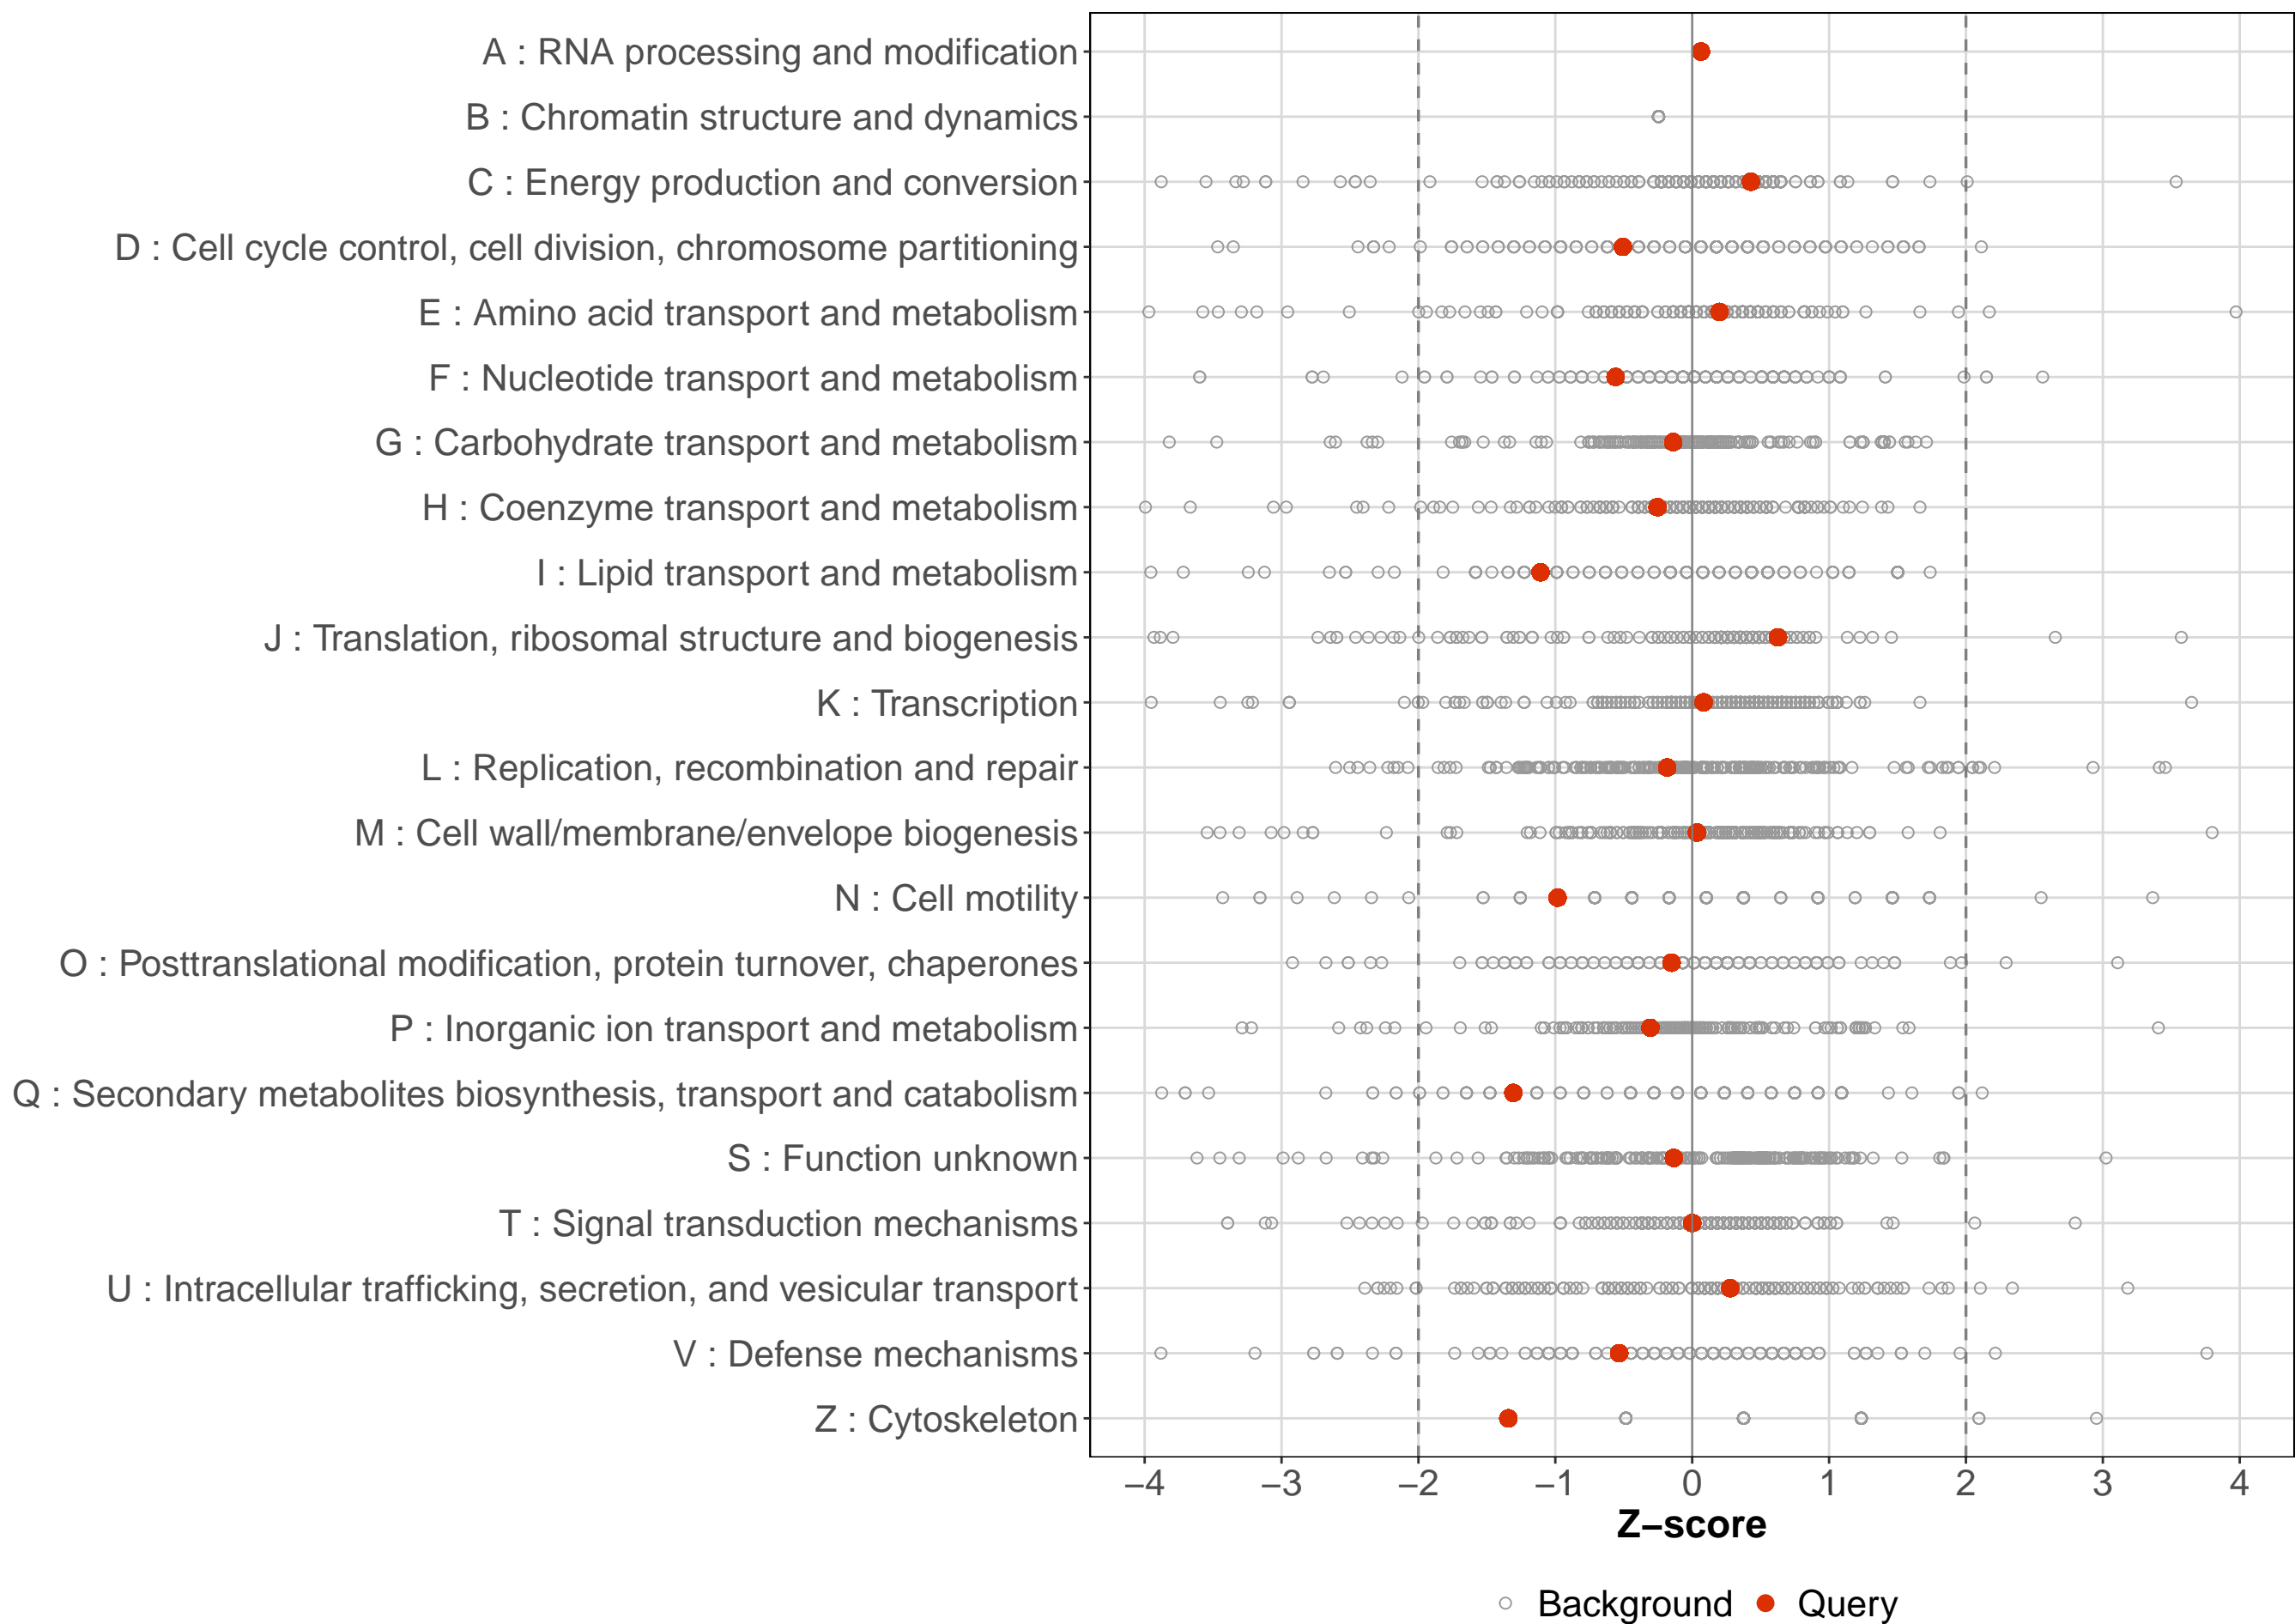 A : RNA processing and modification
B : Chromatin structure and dynamics
C : Energy production and conversion
D : Cell cycle control, cell division, chromosome partitioning
E : Amino acid transport and metabolism
F : Nucleotide transport and metabolism
G : Carbohydrate transport and metabolism
H : Coenzyme transport and metabolism
I : Lipid transport and metabolism
J : Translation, ribosomal structure and biogenesis
K : Transcription
L : Replication, recombination and repair
M : Cell wall/membrane/envelope biogenesis
N : Cell motility
O : Posttranslational modification, protein turnover, chaperones
P : Inorganic ion transport and metabolism
Q : Secondary metabolites biosynthesis, transport and catabolism
S : Function unknown
T : Signal transduction mechanisms
U : Intracellular trafficking, secretion, and vesicular transport
V : Defense mechanisms
Z : Cytoskeleton
−4 −3 −2 −1 0 1 2 3 4
Z−score
Background Query